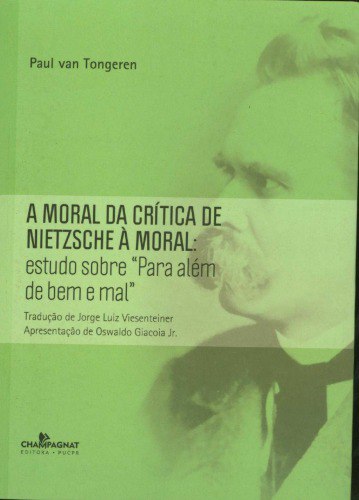 Paul van Tongeren
A MORAL DA CRÍTICA DE
NIETZSCHE À MORAL:
estudo sobre "Para além
de bem e mal"
Tradução de Jorge Luiz Viesenteiner
Apresentação de Oswaldo Giacoia Jr.
CHAMPAGNAT
EDITORA • PUCPR